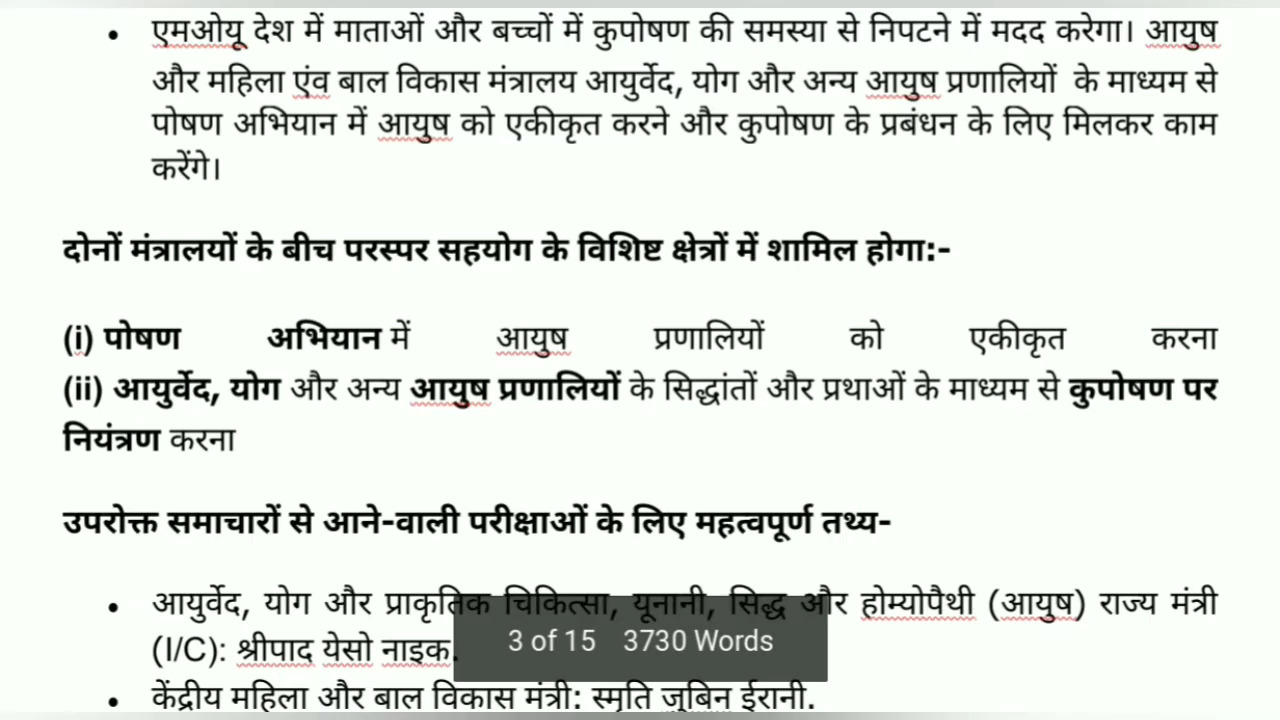 • एमओयू देश में माताओं और बच्चों में कुपोषण की समस्या से निपटने में मदद करेगा। आयुष
और महिला एंव बाल विकास मंत्रालय आयुर्वेद, योग और अन्य आयुष प्रणालियों के माध्यम से
पोषण अभियान में आयुष को एकीकृत करने और कुपोषण के प्रबंधन के लिए मिलकर काम
करेंगे।
दोनों मंत्रालयों के बीच परस्पर सहयोग के विशिष्ट क्षेत्रों में शामिल होगा:-
(i) पोषण अभियान में आयुष प्रणालियों को एकीकृत करना
(ii) आयुर्वेद, योग और अन्य आयुष प्रणालियों के सिद्धांतों और प्रथाओं के माध्यम से कुपोषण पर
नियंत्रण करना
उपरोक्त समाचारों से आने-वाली परीक्षाओं के लिए महत्वपूर्ण तथ्य-
• आयुर्वेद, योग और प्राकृतिक चिकित्सा, यूनानी, सिद्ध और होम्योपैथी (आयुष) राज्य मंत्री
(I/C): श्रीपाद येसो नाइक.
3 of 15 3730 Words
• केंद्रीय महिला और बाल विकास मंत्री: स्मृति जुबिन ईरानी.